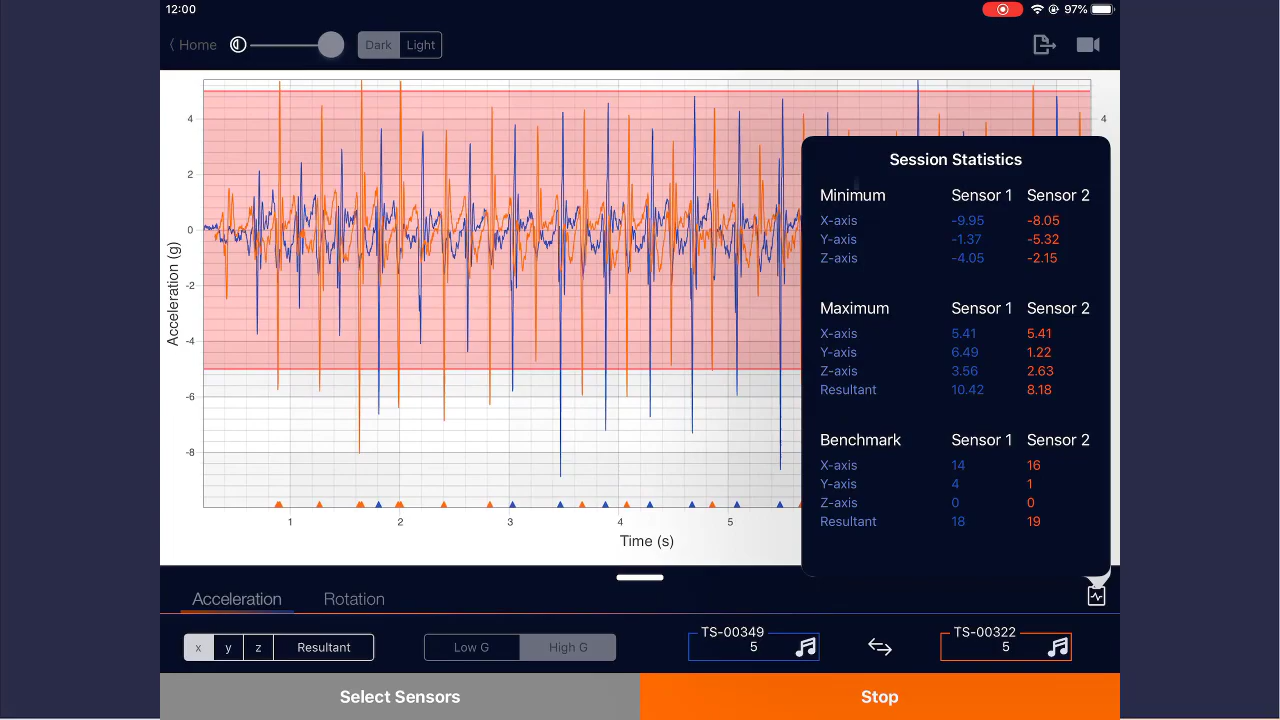 12:00
97%
Home
Dark Light
4
2
0
-2
-4
-6
-8
4
Acceleration (g)
1 2 3 4 5
Time (s)
Session Statistics
Minimum Sensor 1 Sensor 2
X-axis -9.95 -8.05
Y-axis -1.37 -5.32
Z-axis -4.05 -2.15
Maximum Sensor 1 Sensor 2
X-axis 5.41 5.41
Y-axis 6.49 1.22
Z-axis 3.56 2.63
Resultant 10.42 8.18
Benchmark Sensor 1 Sensor 2
X-axis 14 16
Y-axis 4 1
Z-axis 0 0
Resultant 18 19
Acceleration Rotation
x y z Resultant
Low G High G
TS-00349
5
TS-00322
5
Select Sensors
Stop